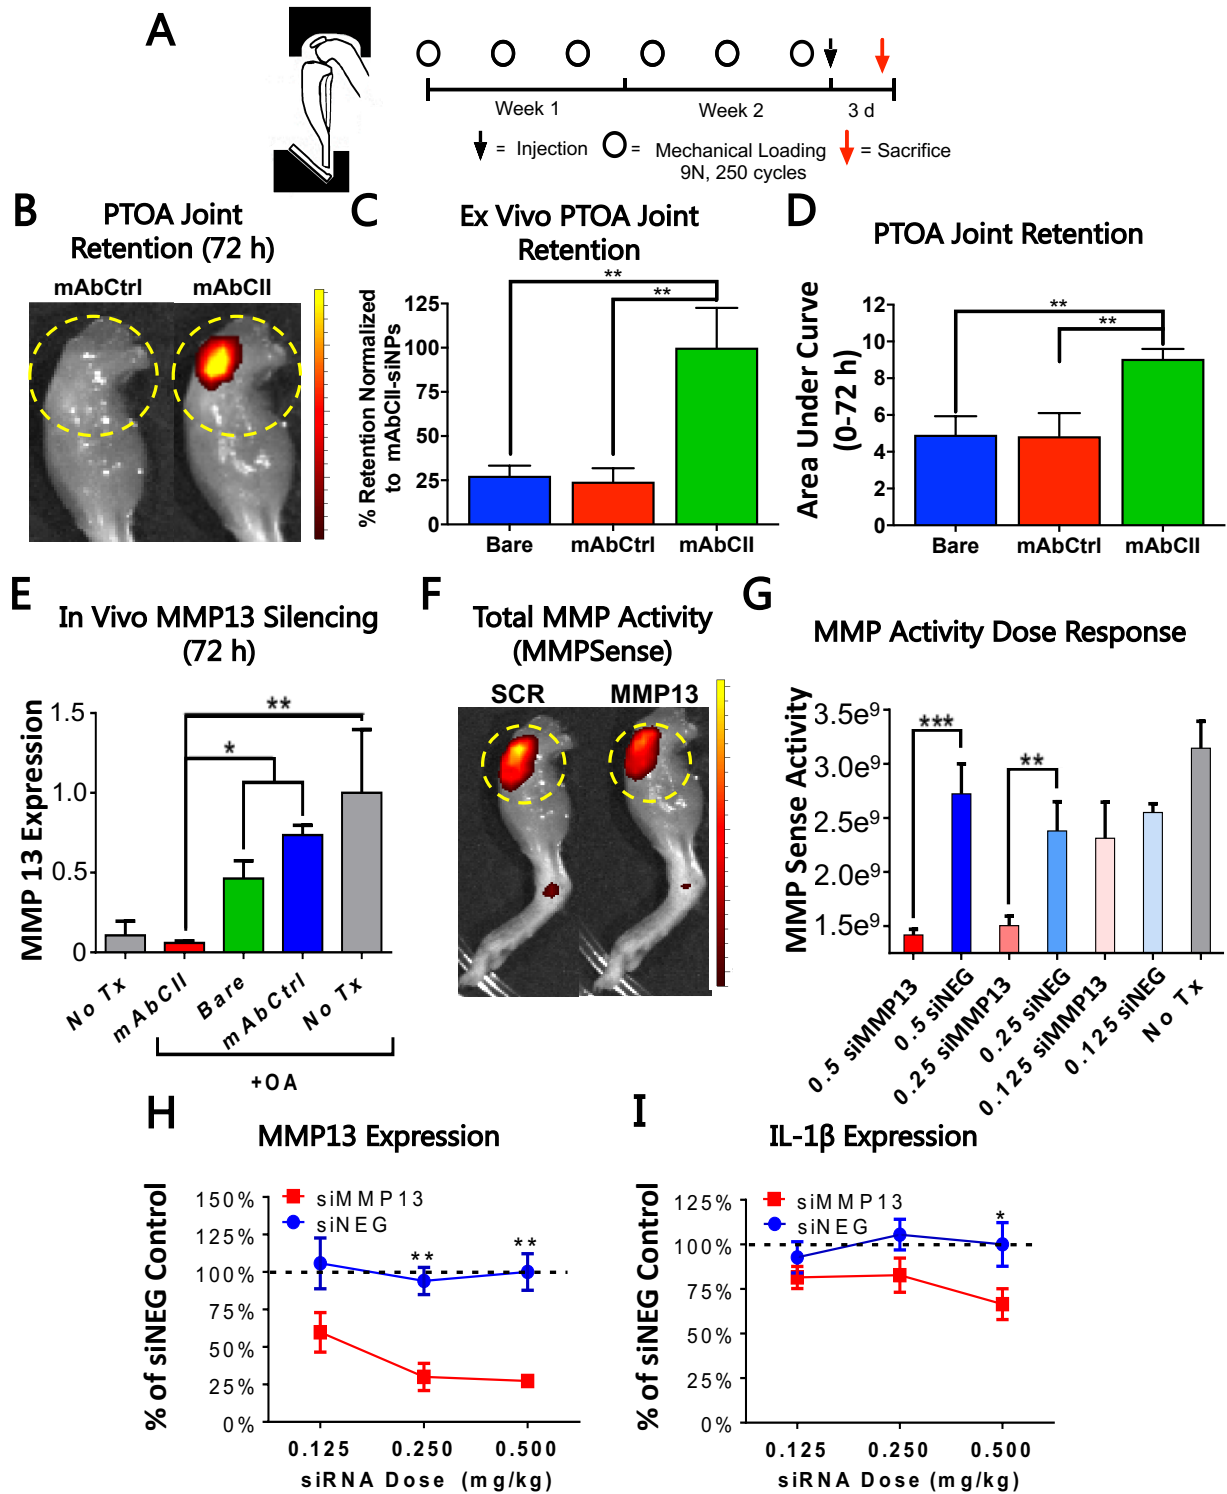 A
Week 1
Week 2
3 d
= Injection
= Mechanical Loading
9N, 250 cycles
= Sacrifice
B
PTOA Joint
Retention (72 h)
mAbCtrl
mAbCII
C
Ex Vivo PTOA Joint
Retention
% Retention Normalized
to mAbCII-siNPs
**
**
125
100
75
50
25
0
Bare
mAbCtrl
mAbCII
D
PTOA Joint Retention
Area Under Curve
(0-72 h)
**
**
12
10
8
6
4
2
0
Bare
mAbCtrl
mAbCII
E
In Vivo MMP13 Silencing
(72 h)
MMP 13 Expression
**
*
1.5
1.0
0.5
0
No Tx
mAbCII
Bare
mAbCtrl
No Tx
+OA
F
Total MMP Activity
(MMPSense)
SCR
MMP13
G
MMP Activity Dose Response
MMP Sense Activity
***
**
3.5e9
3.0e9
2.5e9
2.0e9
1.5e9
0.5 siMMP13
0.5 siNEG
0.25 siMMP13
0.25 siNEG
0.125 siMMP13
0.125 siNEG
No Tx
H
MMP13 Expression
% of siNEG Control
siMMP13
siNEG
**
**
150%
125%
100%
75%
50%
25%
0%
0.125
0.250
0.500
siRNA Dose (mg/kg)
I
IL-1β Expression
% of siNEG Control
siMMP13
siNEG
*
125%
100%
75%
50%
25%
0%
0.125
0.250
0.500
siRNA Dose (mg/kg)